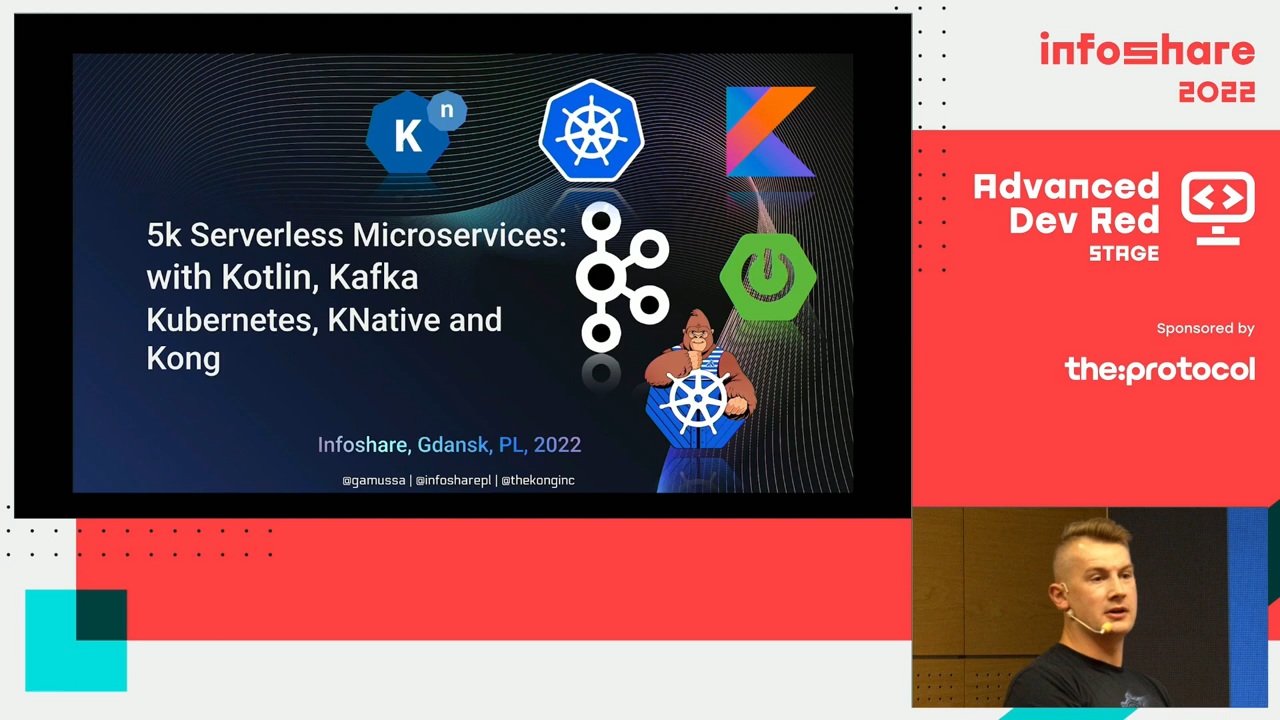 K
n
5k Serverless Microservices:
with Kotlin, Kafka
Kubernetes, KNative and
Kong
Infoshare, Gdansk, PL, 2022
@gamussa | @infosharepl | @thekonginc
infoshare
2022
Advanced
Dev Red
STAGE
Sponsored by
the:protocol